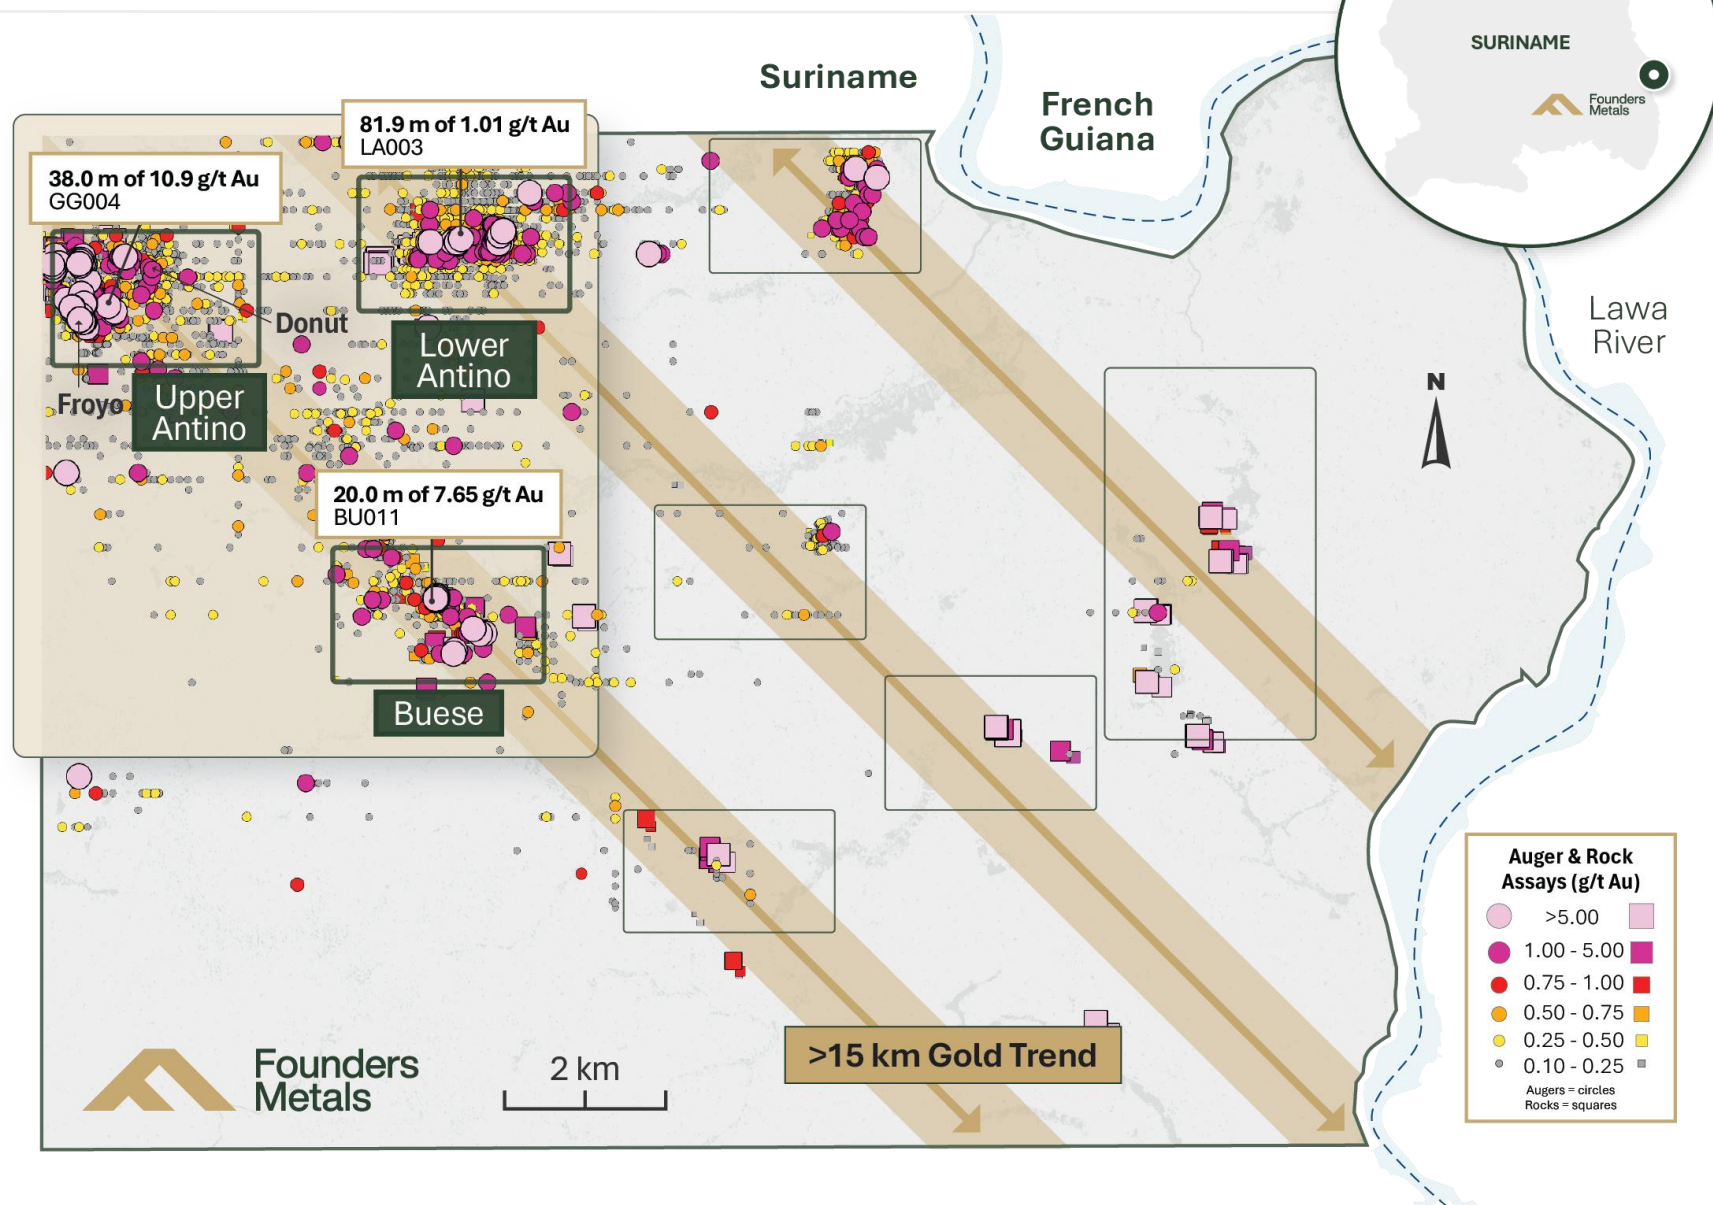 SURINAME
Founders
Metals
Suriname
French
Guiana
81.9 m of 1.01 g/t Au
LA003
38.0 m of 10.9 g/t Au
GG004
Lawa
River
Donut
Lower
Antino
N
Froyo
Upper
Antino
20.0 m of 7.65 g/t Au
BU011
Buese
Auger & Rock
Assays (g/t Au)
>5.00
1.00 - 5.00
0.75 - 1.00
0.50 - 0.75
0.25 - 0.50
0.10 - 0.25
Augers = circles
Rocks = squares
>15 km Gold Trend
Founders
Metals
2 km